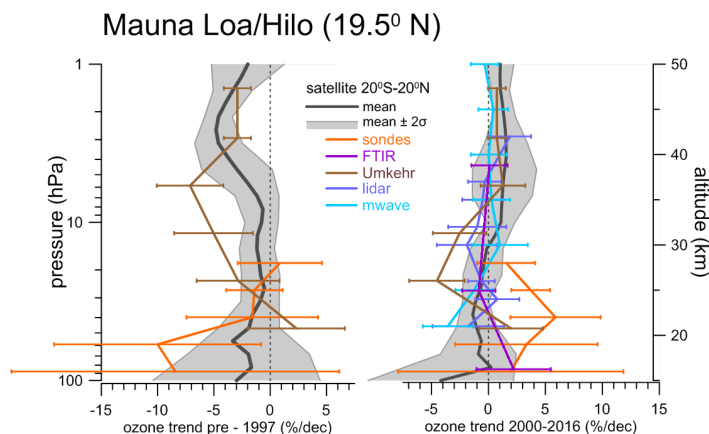 Mauna Loa/Hilo (19.5⁰ N)
1
10
100
pressure (hPa)
-15
-10
-5
0
5
ozone trend pre - 1997 (%/dec)
satellite 20⁰S-20⁰N
mean
mean ± 2σ
sondes
FTIR
Umkehr
lidar
mwave
50
40
30
20
altitude (km)
-5
0
5
10
15
ozone trend 2000-2016 (%/dec)